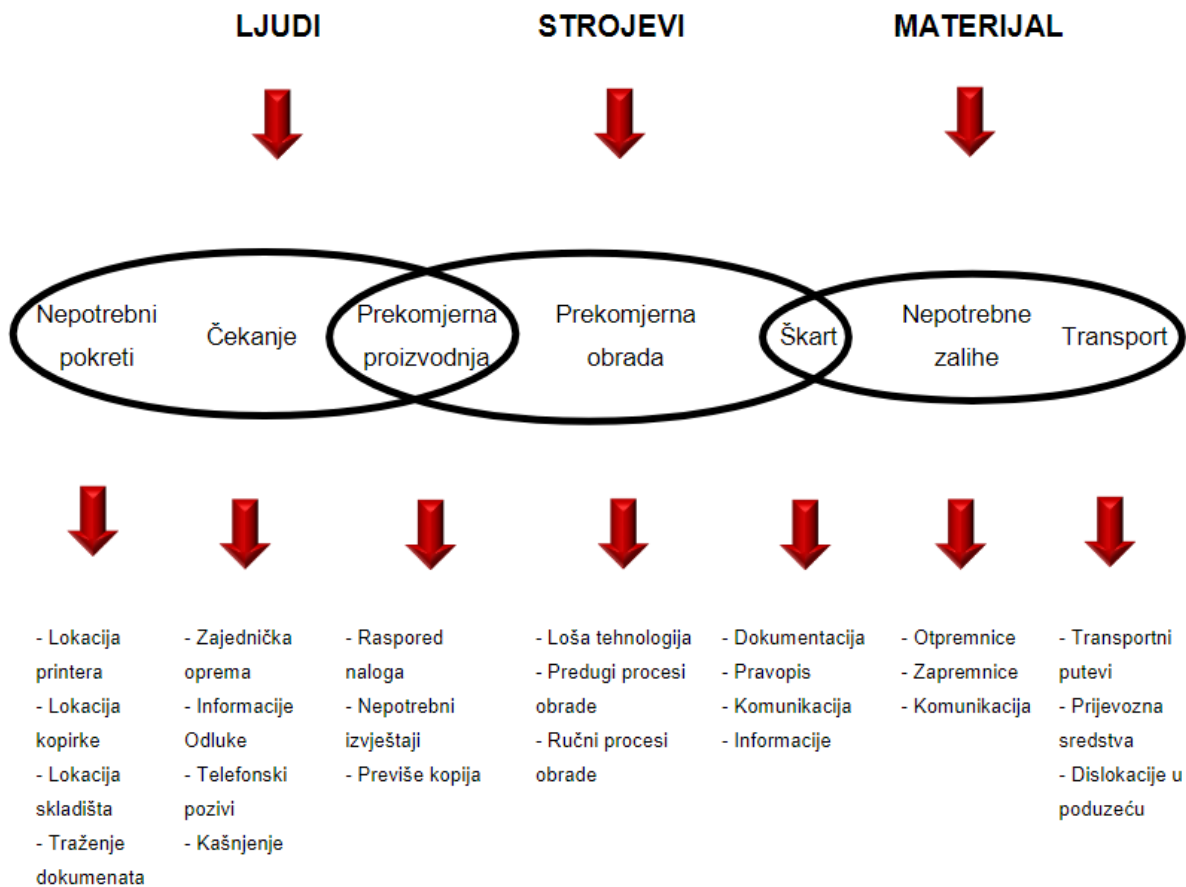 LJUDI
STROJEVI
MATERIJAL
Nepotrebni
pokreti
Čekanje
Prekomjerna
proizvodnja
Prekomjerna
obrada
Škart
Nepotrebne
zalihe
Transport
- Lokacija
printera
- Lokacija
kopirke
- Lokacija
skladišta
- Traženje
dokumenata
- Zajednička
oprema
- Informacije
Odluke
- Telefonski
pozivi
- Kašnjenje
- Raspored
naloga
- Nepotrebni
izvještaji
- Previše kopija
- Loša tehnologija
- Predugi procesi
obrade
- Ručni procesi
obrade
- Dokumentacija
- Pravopis
- Komunikacija
- Informacije
- Otpremnice
- Zapremnice
- Komunikacija
- Transportni
putevi
- Prijevozna
sredstva
- Dislokacije u
poduzeću